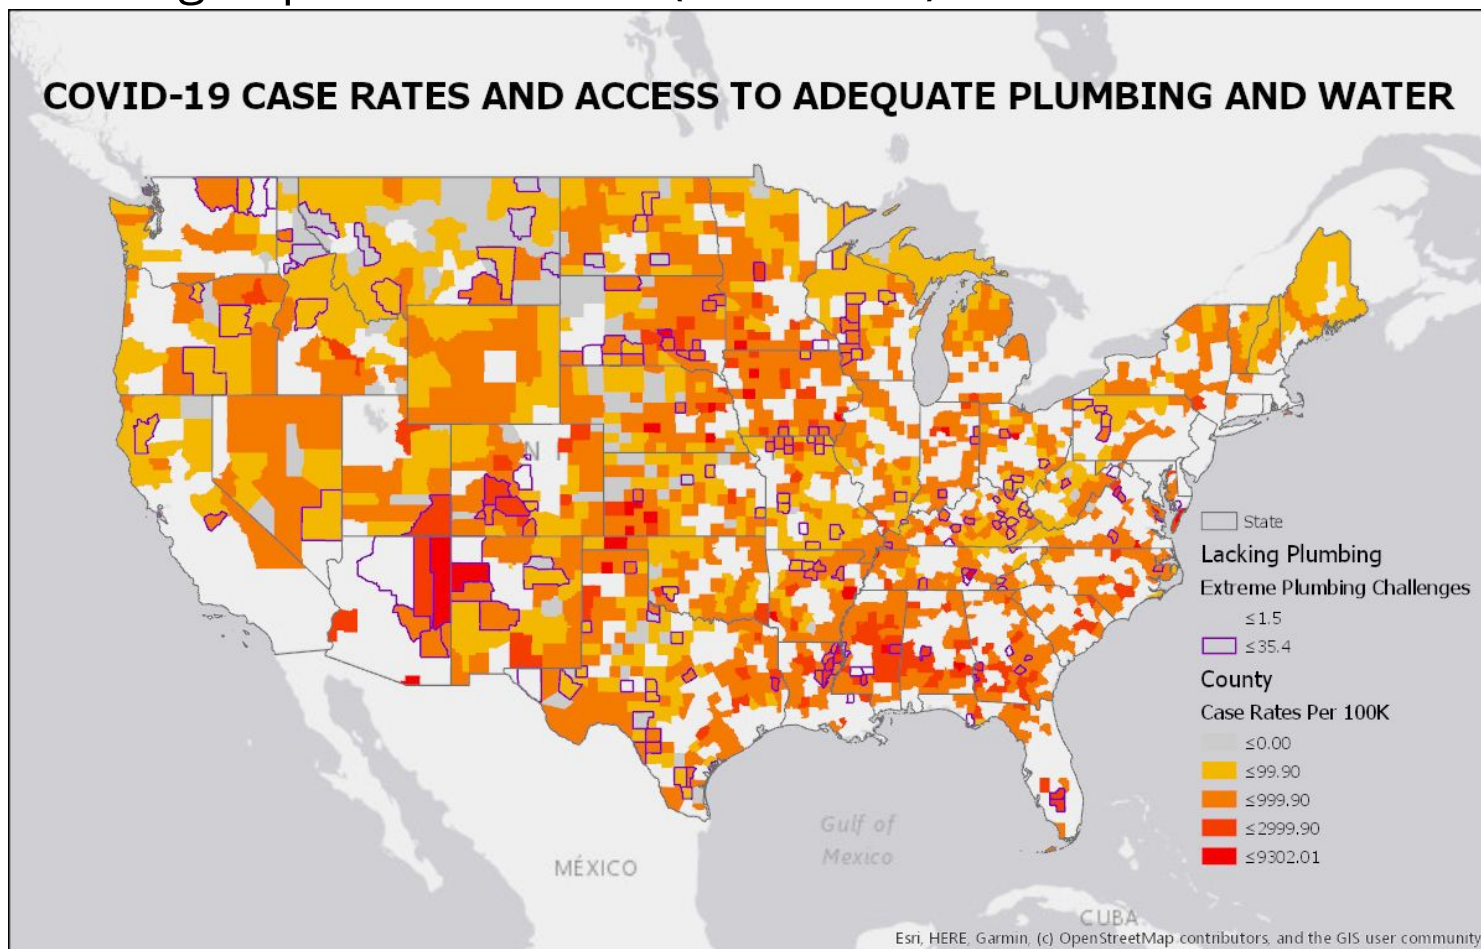 COVID-19 CASE RATES AND ACCESS TO ADEQUATE PLUMBING AND WATER
State
Lacking Plumbing
Extreme Plumbing Challenges
≤1.5
≤35.4
County
Case Rates Per 100K
≤0.00
≤99.90
≤999.90
≤2999.90
≤9302.01
Gulf of
Mexico
MÉXICO
CUBA
Esri, HERE, Garmin, (c) OpenStreetMap contributors, and the GIS user community